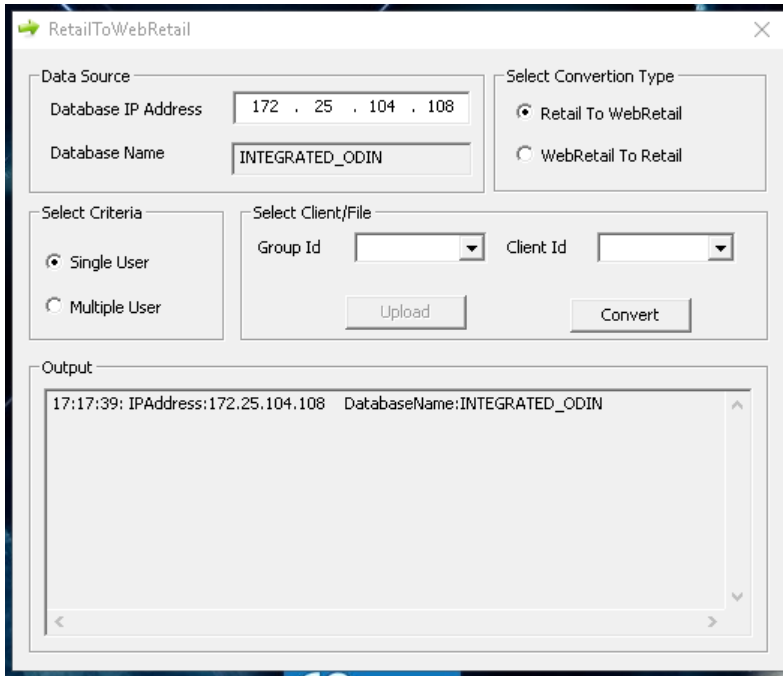 RetailToWebRetail
Data Source
Database IP Address 172 . 25 . 104 . 108
Database Name INTEGRATED_ODIN
Select Convertion Type
Retail To WebRetail
WebRetail To Retail
Select Criteria
Single User
Multiple User
Select Client/File
Group Id Client Id
Upload Convert
Output
17:17:39: IPAddress:172.25.104.108 DatabaseName:INTEGRATED_ODIN